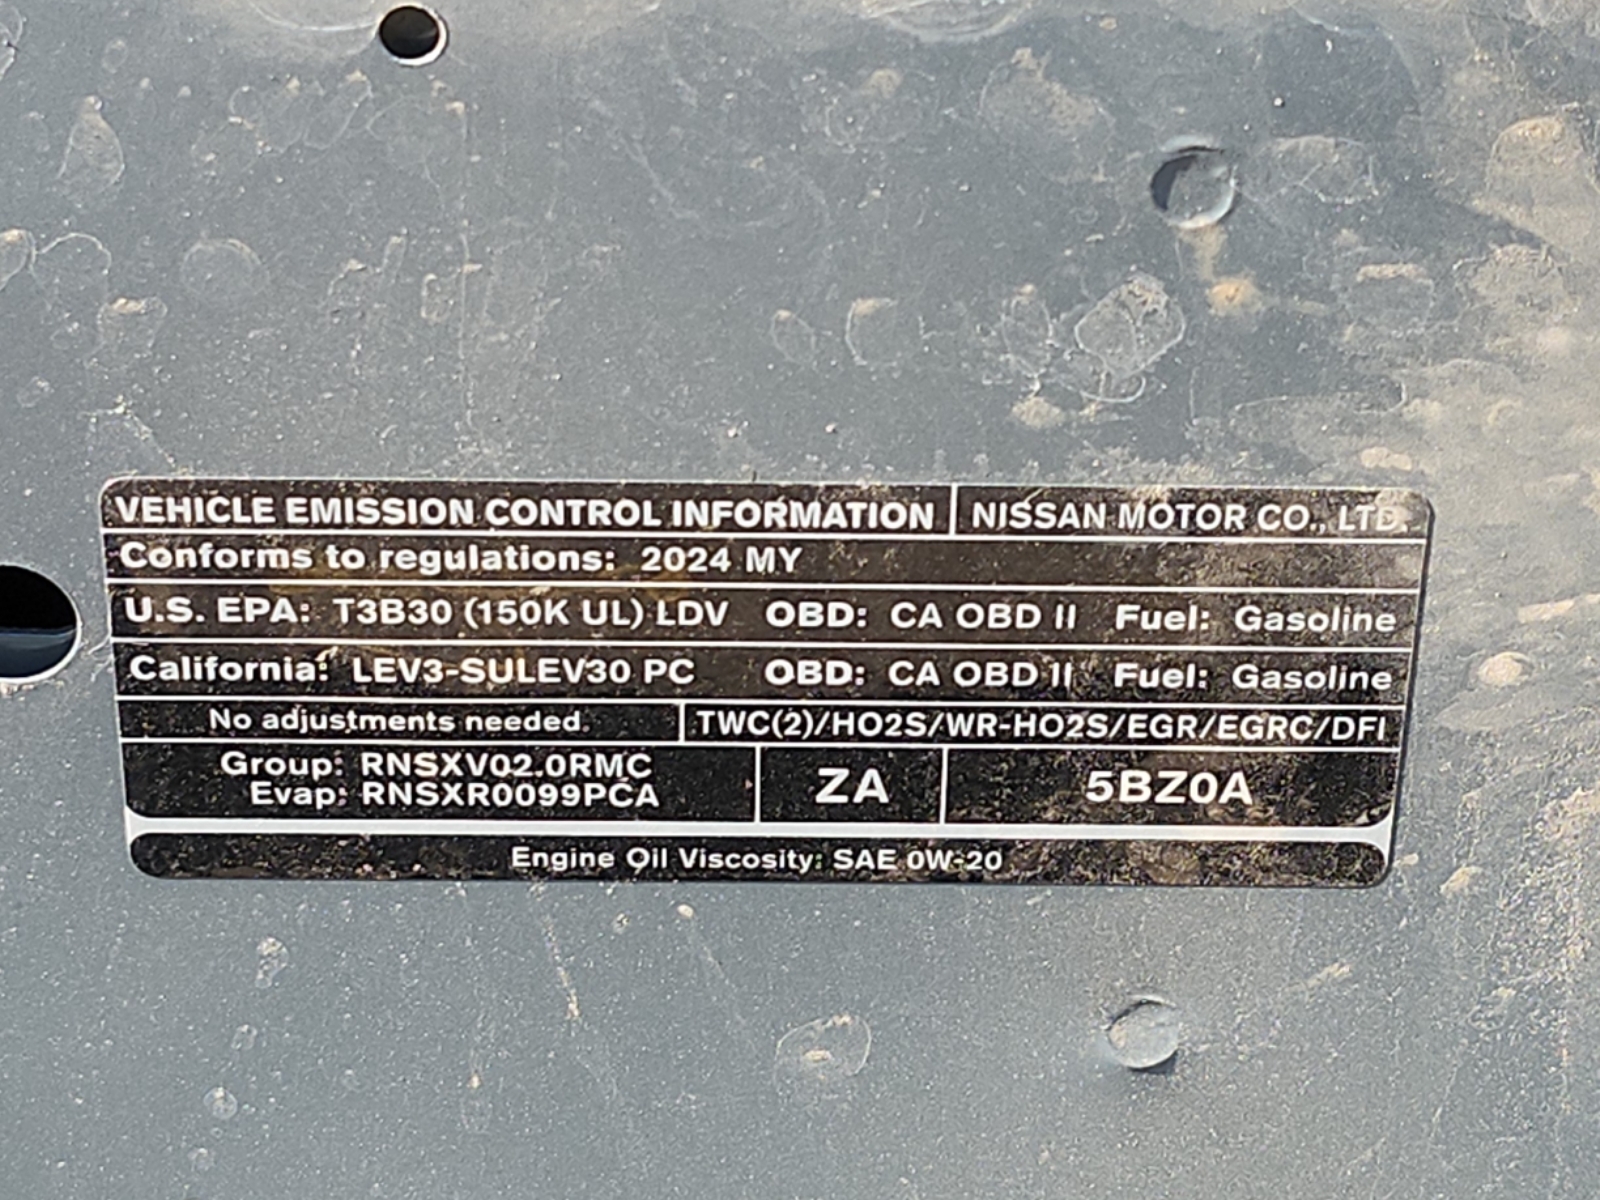 VEHICLE EMISSION CONTROL INFORMATION NISSAN MOTOR CO., LTD.
Conforms to regulations: 2024 MY
U.S. EPA: T3B30 (150K UL) LDV OBD: CA OBD II Fuel: Gasoline
California: LEV3-SULEV30 PC OBD: CA OBD II Fuel: Gasoline
No adjustments needed. TWC(2)/HO2S/WR-HO2S/EGR/EGRC/DFI
Group: RNSXV02.0RMC
Evap: RNSXR0099PCA
ZA
5BZ0A
Engine Oil Viscosity: SAE 0W-20